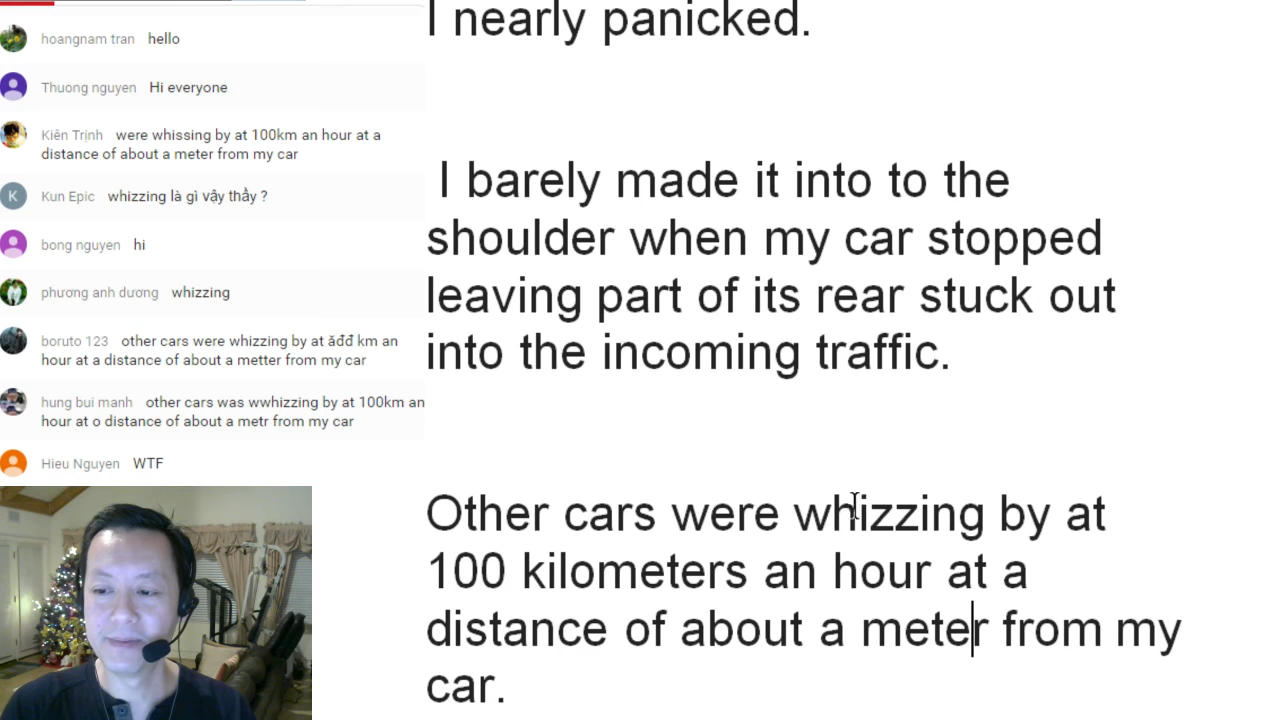 hoangnam tran hello
Thuong nguyen Hi everyone
Kiên Trịnh were whissing by at 100km an hour at a
distance of about a meter from my car
K
Kun Epic whizzing là gì vậy thầy ?
bong nguyen hi
phương anh dương whizzing
boruto 123 other cars were whizzing by at ăđđ km an
hour at a distance of about a metter from my car
hung bui manh other cars was wwhizzing by at 100km an
hour at o distance of about a metr from my car
Hieu Nguyen WTF
I nearly panicked.
I barely made it into to the
shoulder when my car stopped
leaving part of its rear stuck out
into the incoming traffic.
Other cars were whizzing by at
100 kilometers an hour at a
distance of about a meter from my
car.